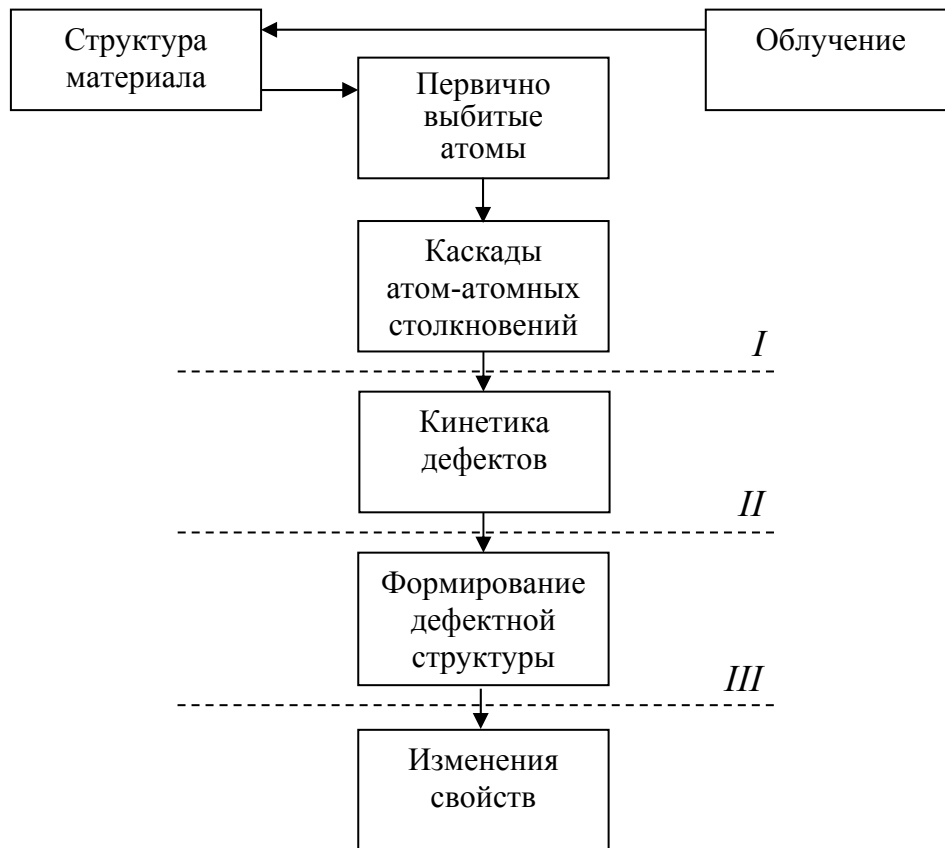 Структура
материала
Облучение
Первично
выбитые
атомы
Каскады
атом-атомных
столкновений
I
Кинетика
дефектов
II
Формирование
дефектной
структуры
III
Изменения
свойств